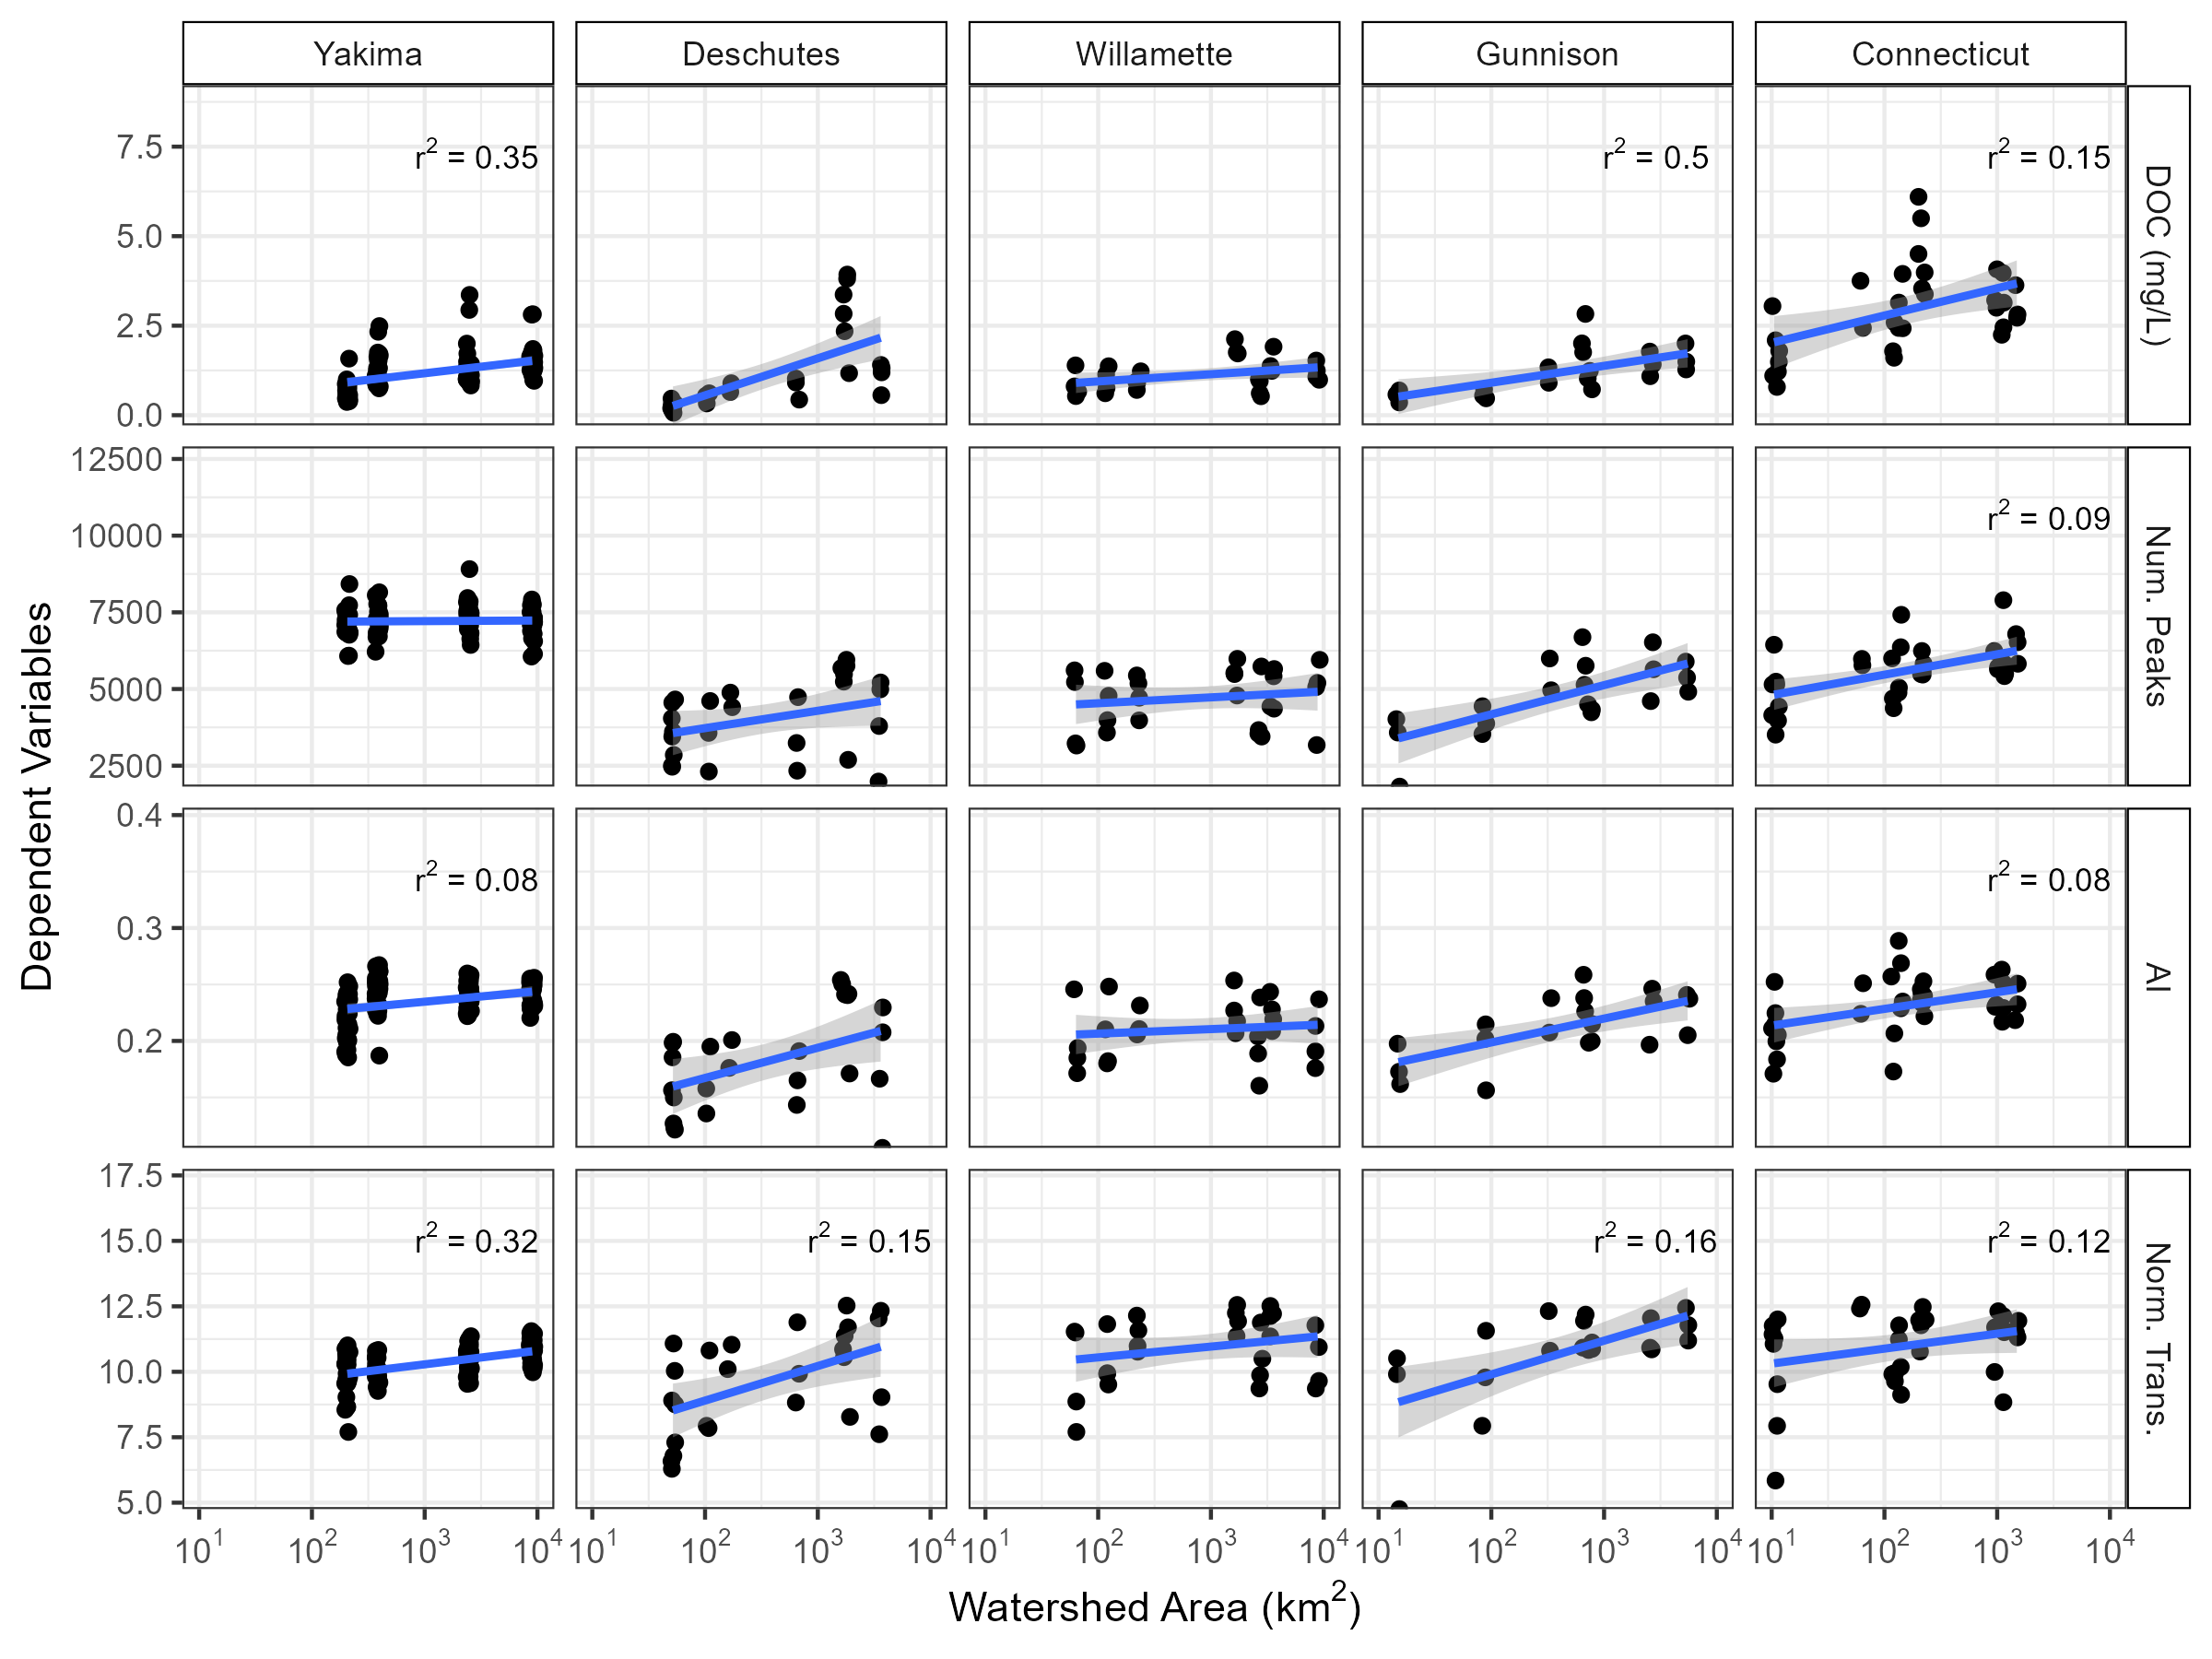 Yakima Deschutes Willamette Gunnison Connecticut
r² = 0.35 r² = 0.5 r² = 0.15
7.5
5.0
2.5
0.0
DOC (mg/L)
r² = 0.09
12500
10000
7500
5000
2500
Num. Peaks
r² = 0.08 r² = 0.08
0.4
0.3
0.2
AI
r² = 0.32 r² = 0.15 r² = 0.16 r² = 0.12
17.5
15.0
12.5
10.0
7.5
5.0
Norm. Trans.
Dependent Variables
10¹ 10² 10³ 10⁴ 10¹ 10² 10³ 10⁴ 10¹ 10² 10³ 10⁴ 10¹ 10² 10³ 10⁴ 10¹ 10² 10³ 10⁴
Watershed Area (km²)